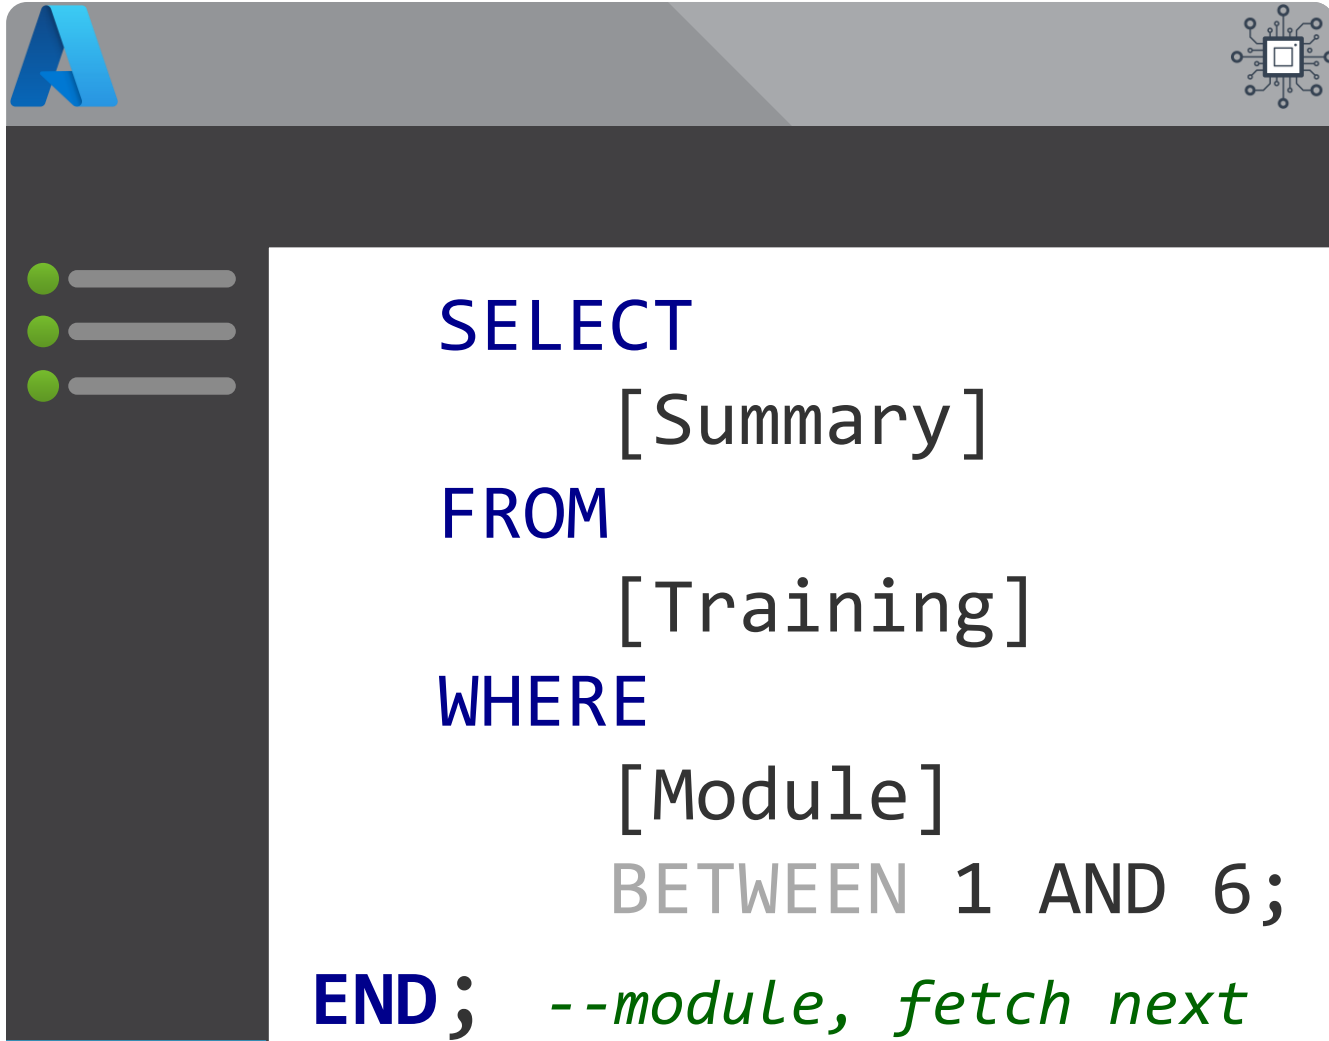 SELECT
[Summary]
FROM
[Training]
WHERE
[Module]
BETWEEN 1 AND 6;
END; --module, fetch next